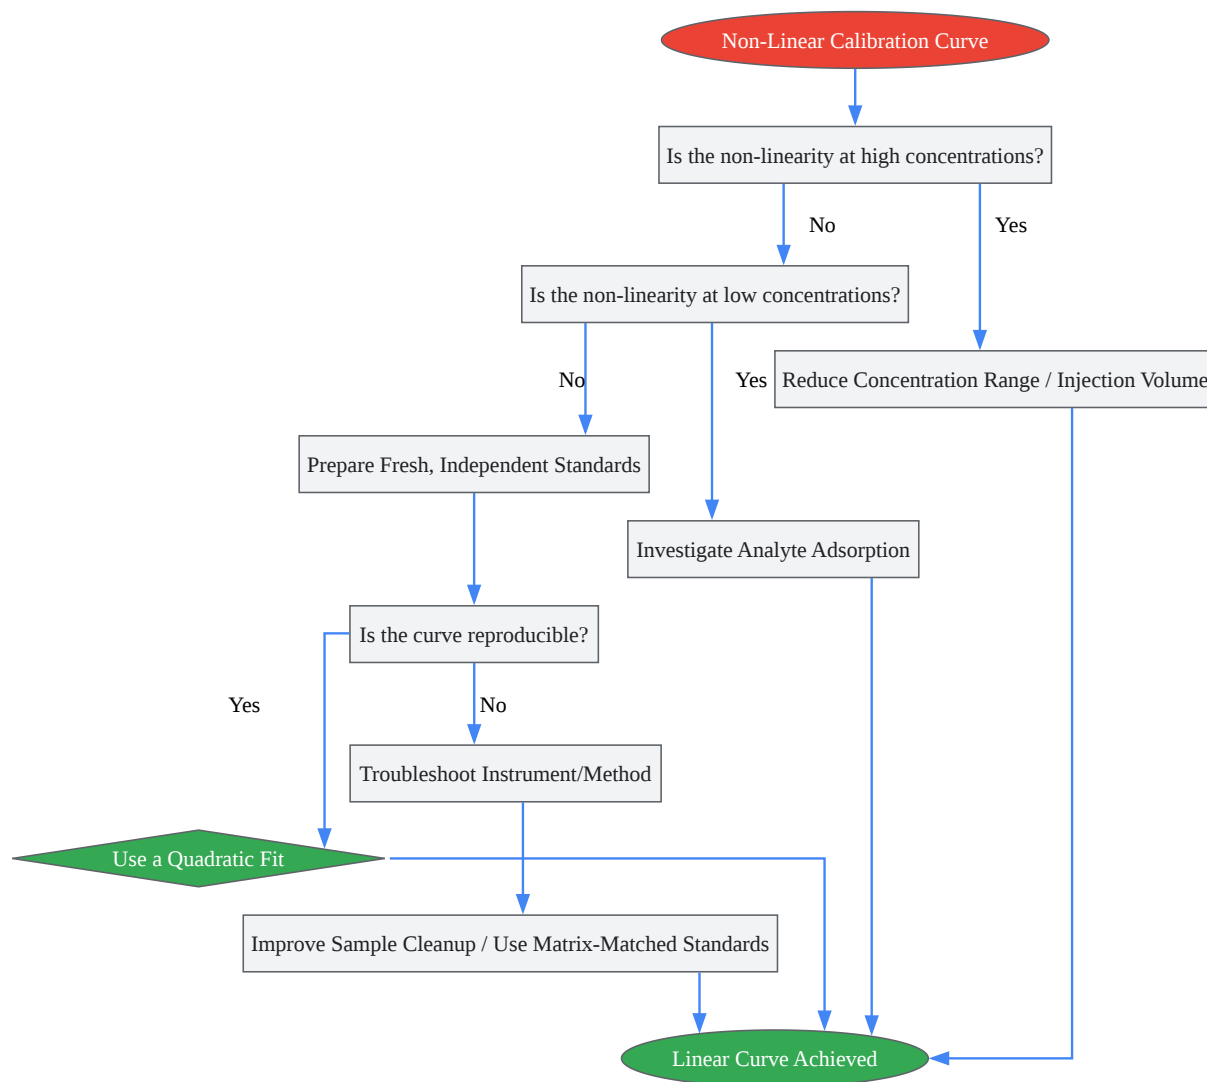 Non-Linear Calibration Curve
Is the non-linearity at high concentrations?
No
Yes
Is the non-linearity at low concentrations?
No
Yes
Reduce Concentration Range / Injection Volume
Prepare Fresh, Independent Standards
Investigate Analyte Adsorption
Is the curve reproducible?
Yes
No
Troubleshoot Instrument/Method
Use a Quadratic Fit
Improve Sample Cleanup / Use Matrix-Matched Standards
Linear Curve Achieved